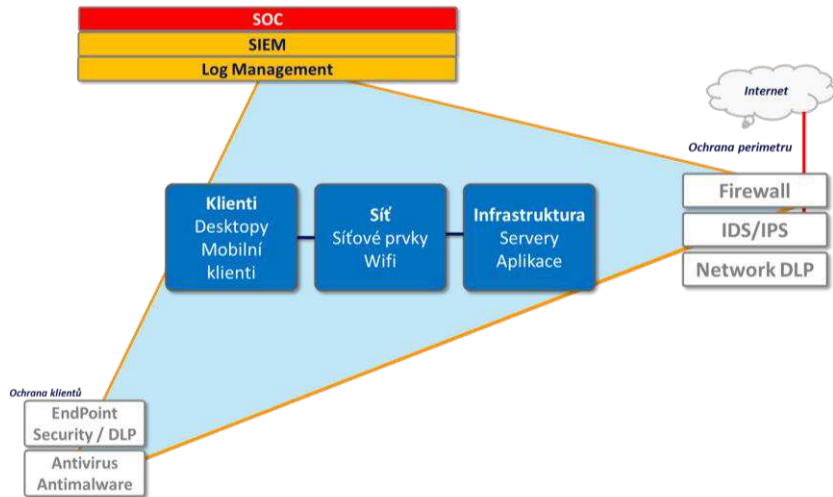 SOC
SIEM
Log Management
Internet
Ochrana perimetru
Firewall
IDS/IPS
Network DLP
Klienti
Desktopy
Mobilní
klienti
Síť
Síťové prvky
Wifi
Infrastruktura
Servery
Aplikace
Ochrana klientů
EndPoint
Security / DLP
Antivirus
Antimalware